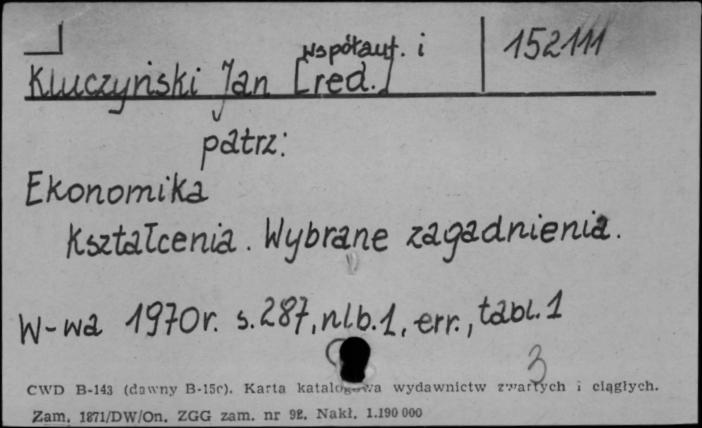 współaut. i
152111
Kluczyński Jan [red.]
patrz:
Ekonomika
kształcenia. Wybrane zagadnienia.
W-wa 1970r. s.287, nlb.1, err., tabl.1
3
CWD B-143 (dawny B-15c). Karta katalogowa wydawnictw zwartych i ciągłych.
Zam. 1871/DW/On. ZGG zam. nr 92. Nakł. 1.190 000